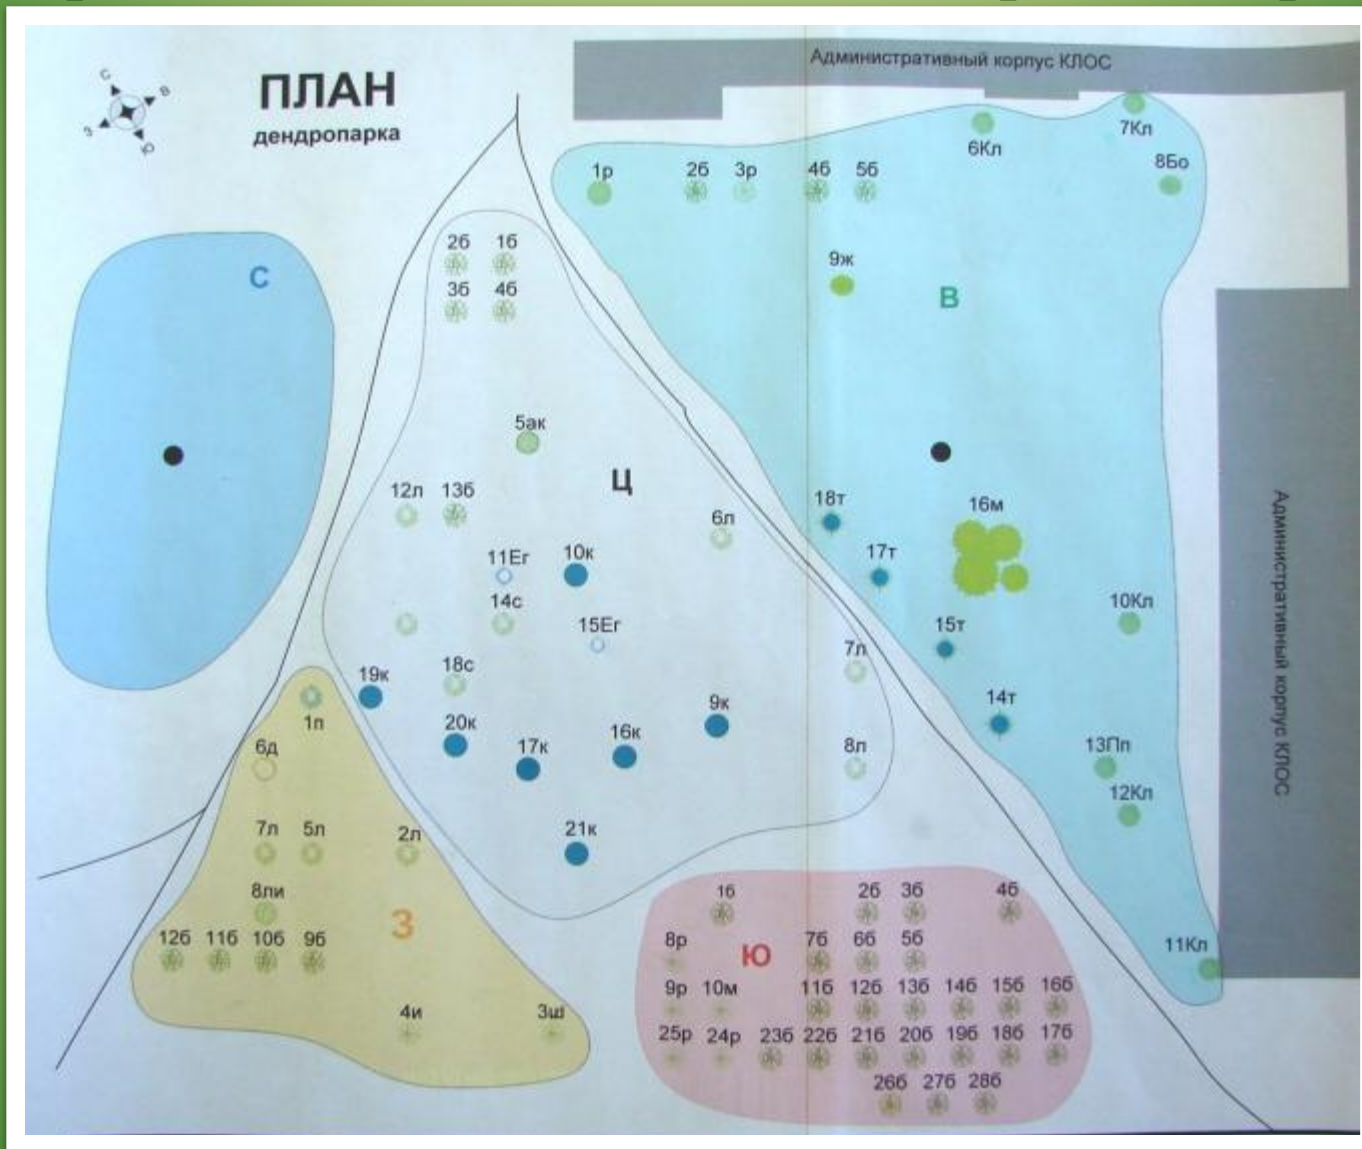 Административный корпус КЛОС
ПЛАН
дендропарка
С
В
З
Ю
7Кл
6Кл
8Бо
1р
2б
3р
4б
5б
2б
1б
3б
4б
9ж
С
В
5ак
Ц
12л
13б
6л
18т
16м
11Ег
10к
17т
14с
15Ег
10Кл
15т
7л
18с
19к
9к
14т
1п
20к
17к
16к
6д
8л
13Пп
12Кл
7л
5л
2л
21к
8ли
З
12б
11б
10б
9б
4и
3ш
1б
2б
3б
4б
8р
Ю
7б
6б
5б
11Кл
9р
10м
11б
12б
13б
14б
15б
16б
25р
24р
23б
22б
21б
20б
19б
18б
17б
26б
27б
28б
Административный корпус КЛОС